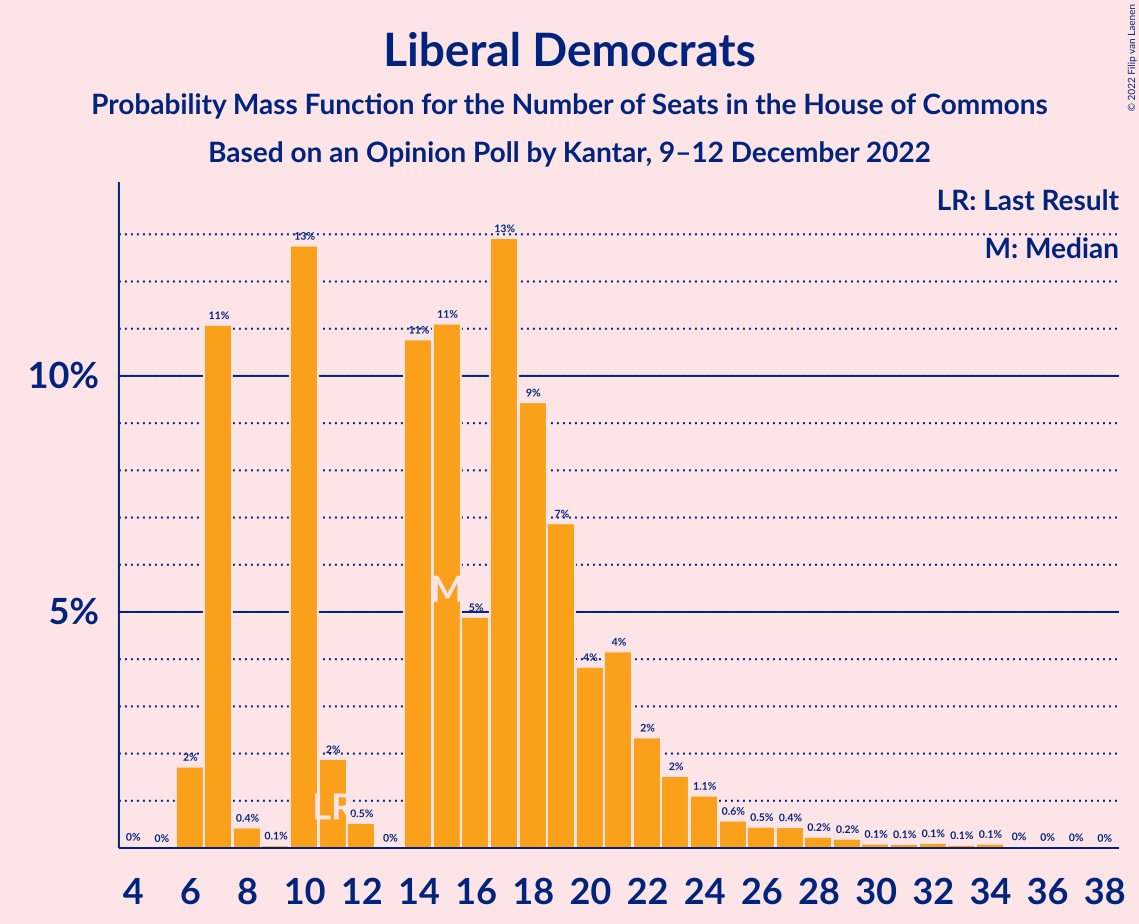 Liberal Democrats
Probability Mass Function for the Number of Seats in the House of Commons
Based on an Opinion Poll by Kantar, 9–12 December 2022
© 2022 Filip van Laenen
LR: Last Result
M: Median
10%
5%
0% 0% 2% 11% 0.4% 0.1% 13% 2% 0.5% 0% 11% 11% 5% 13% 9% 7% 4% 4% 2% 2% 1.1% 0.6% 0.5% 0.4% 0.2% 0.2% 0.1% 0.1% 0.1% 0.1% 0.1% 0% 0% 0% 0%
M
LR
4 6 8 10 12 14 16 18 20 22 24 26 28 30 32 34 36 38